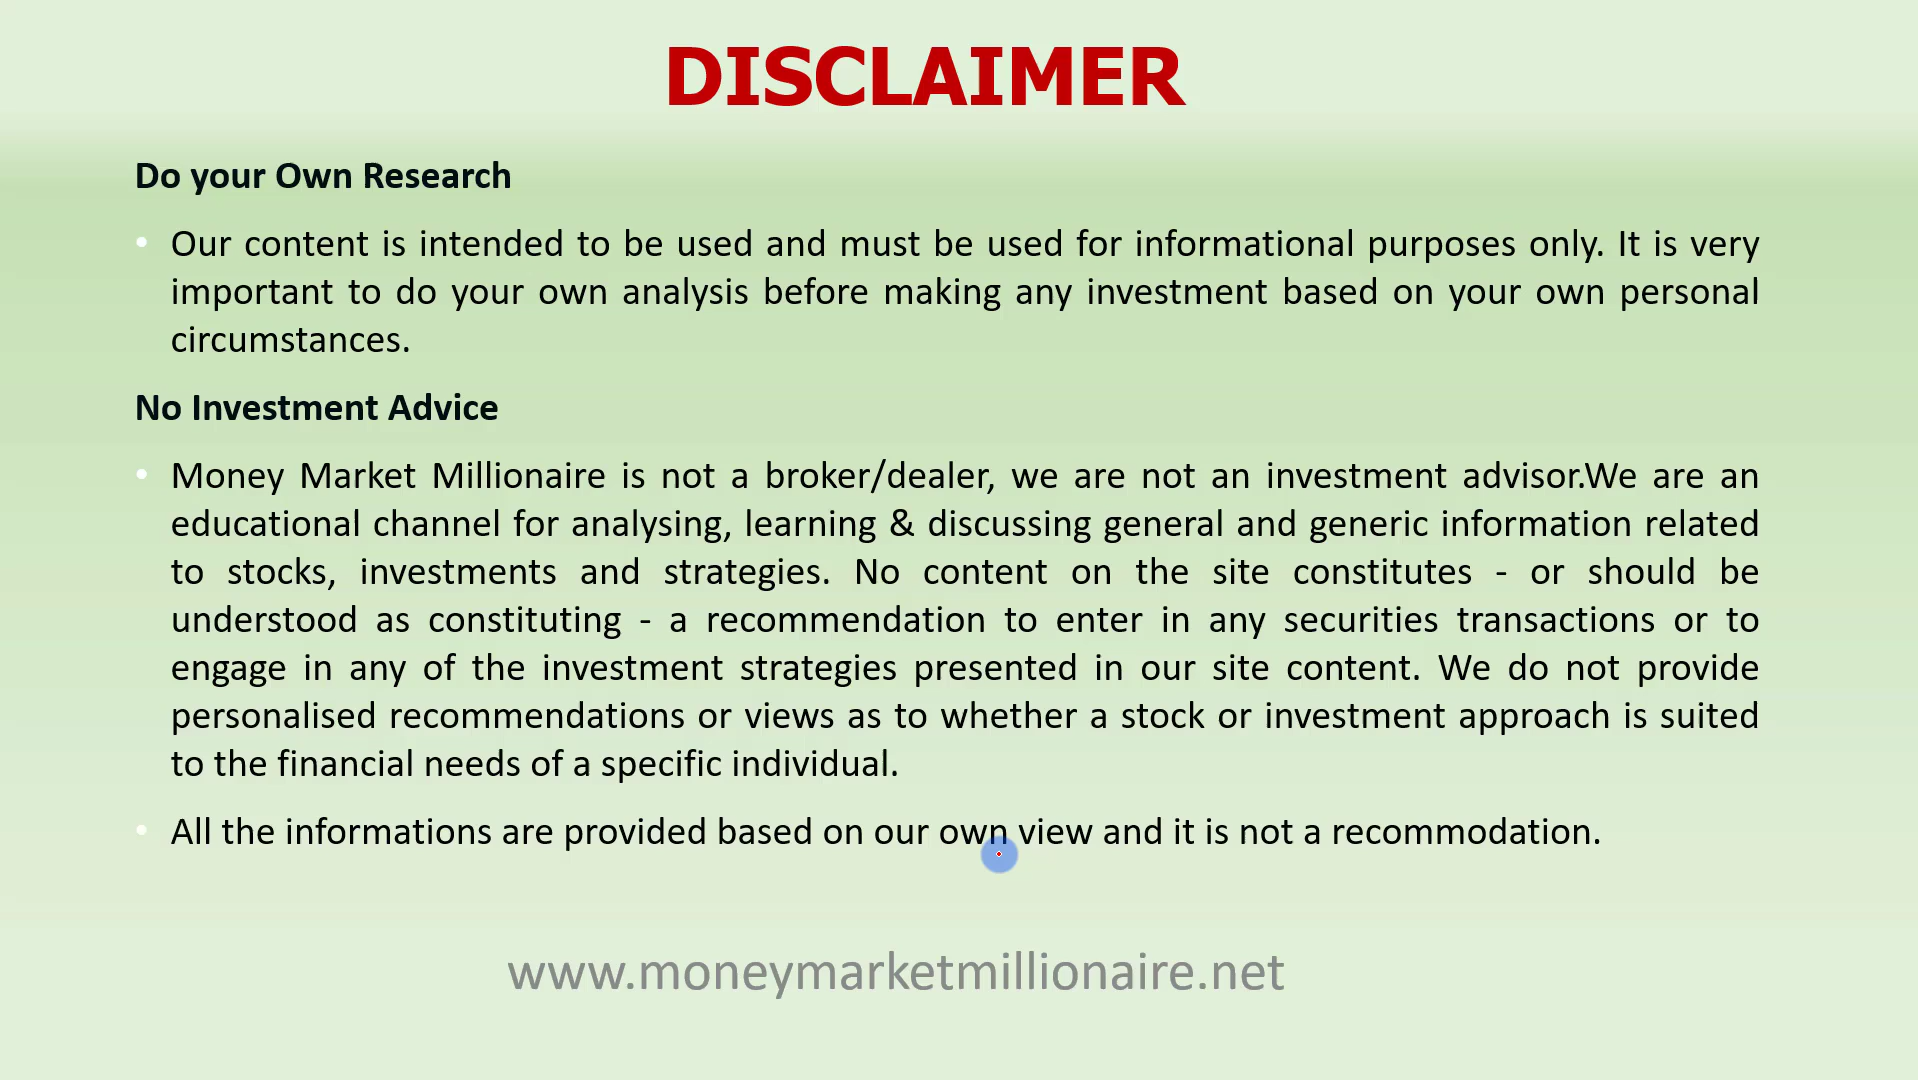 DISCLAIMER
Do your Own Research
• Our content is intended to be used and must be used for informational purposes only. It is very
important to do your own analysis before making any investment based on your own personal
circumstances.
No Investment Advice
• Money Market Millionaire is not a broker/dealer, we are not an investment advisor.We are an
educational channel for analysing, learning & discussing general and generic information related
to stocks, investments and strategies. No content on the site constitutes - or should be
understood as constituting - a recommendation to enter in any securities transactions or to
engage in any of the investment strategies presented in our site content. We do not provide
personalised recommendations or views as to whether a stock or investment approach is suited
to the financial needs of a specific individual.
• All the informations are provided based on our own view and it is not a recommodation.
www.moneymarketmillionaire.net